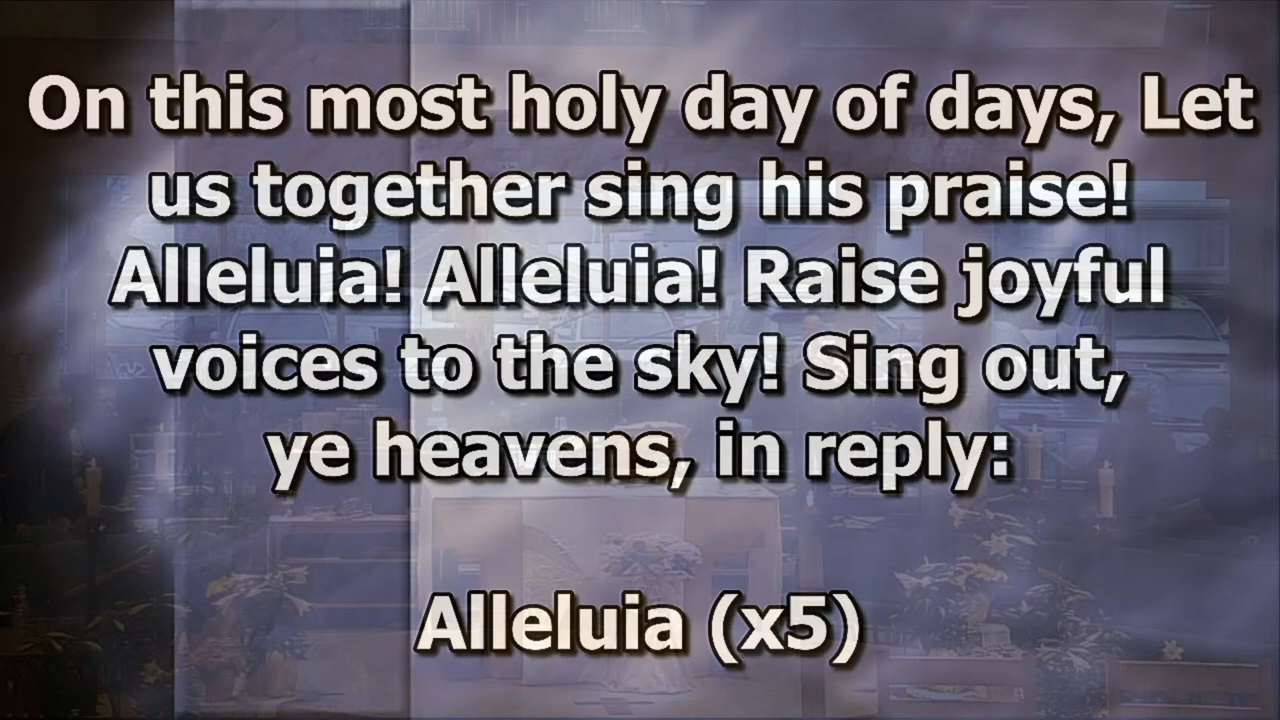 On this most holy day of days, Let
us together sing his praise!
Alleluia! Alleluia! Raise joyful
voices to the sky! Sing out,
ye heavens, in reply:
Alleluia (x5)